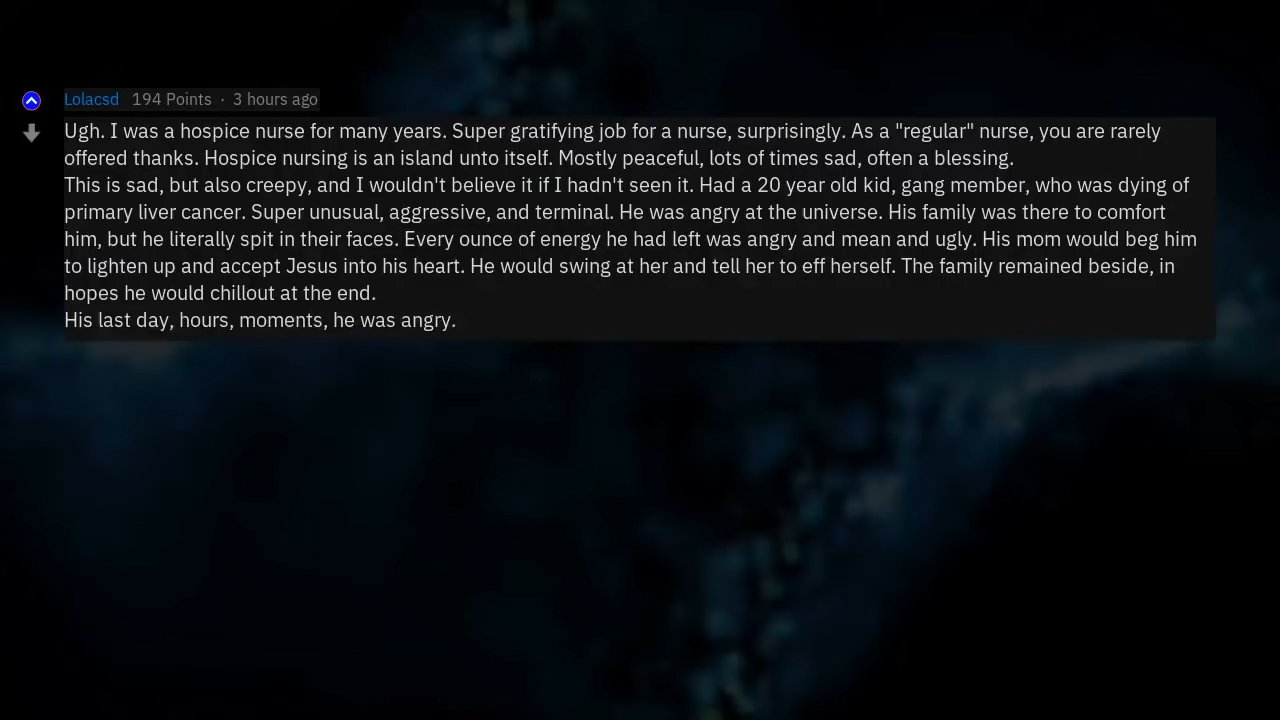 Lolacsd 194 Points · 3 hours ago
Ugh. I was a hospice nurse for many years. Super gratifying job for a nurse, surprisingly. As a "regular" nurse, you are rarely
offered thanks. Hospice nursing is an island unto itself. Mostly peaceful, lots of times sad, often a blessing.
This is sad, but also creepy, and I wouldn't believe it if I hadn't seen it. Had a 20 year old kid, gang member, who was dying of
primary liver cancer. Super unusual, aggressive, and terminal. He was angry at the universe. His family was there to comfort
him, but he literally spit in their faces. Every ounce of energy he had left was angry and mean and ugly. His mom would beg him
to lighten up and accept Jesus into his heart. He would swing at her and tell her to eff herself. The family remained beside, in
hopes he would chillout at the end.
His last day, hours, moments, he was angry.